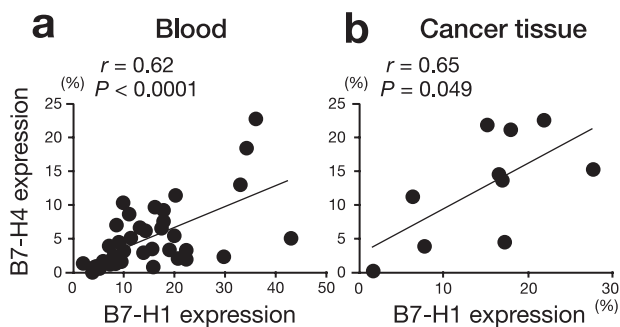 a Blood
r = 0.62
(%) P < 0.0001
25
20
15
10
5
0
0 10 20 30 40 50
B7-H4 expression
B7-H1 expression
b Cancer tissue
r = 0.65
(%) P = 0.049
25
20
15
10
5
0
0 10 20 30
B7-H1 expression (%)